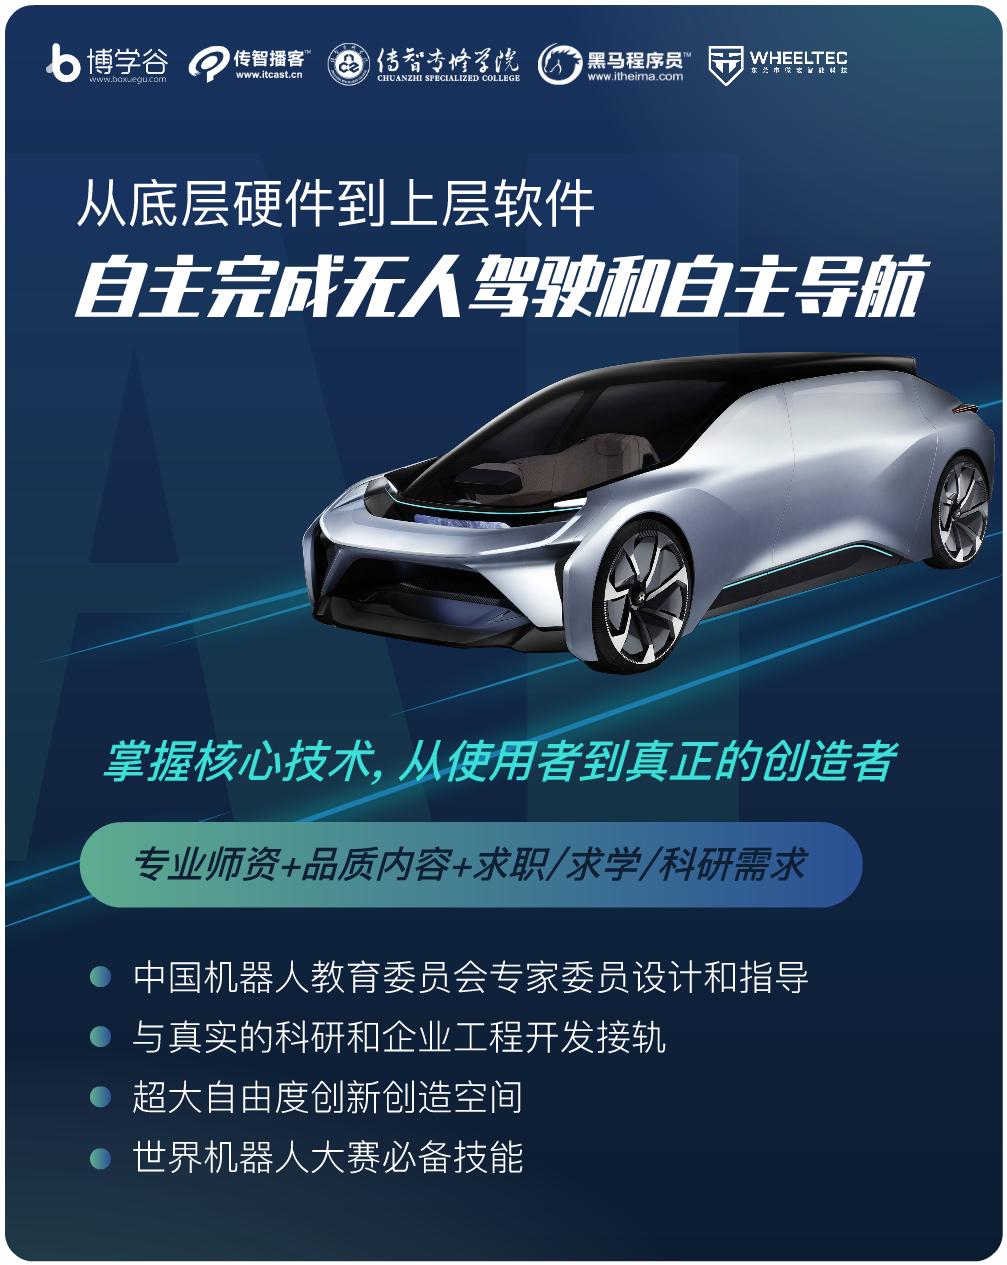 博学谷 传智播客™ 传智专修学院 黑马程序员™ WHEELTEC
www.boxuegu.com www.itcast.cn CHUANZHI SPECIALIZED COLLEGE www.itheima.com
从底层硬件到上层软件
自主完成无人驾驶和自主导航
掌握核心技术, 从使用者到真正的创造者
专业师资+品质内容+求职/求学/科研需求
中国机器人教育委员会专家委员设计和指导
与真实的科研和企业工程开发接轨
超大自由度创新创造空间
世界机器人大赛必备技能